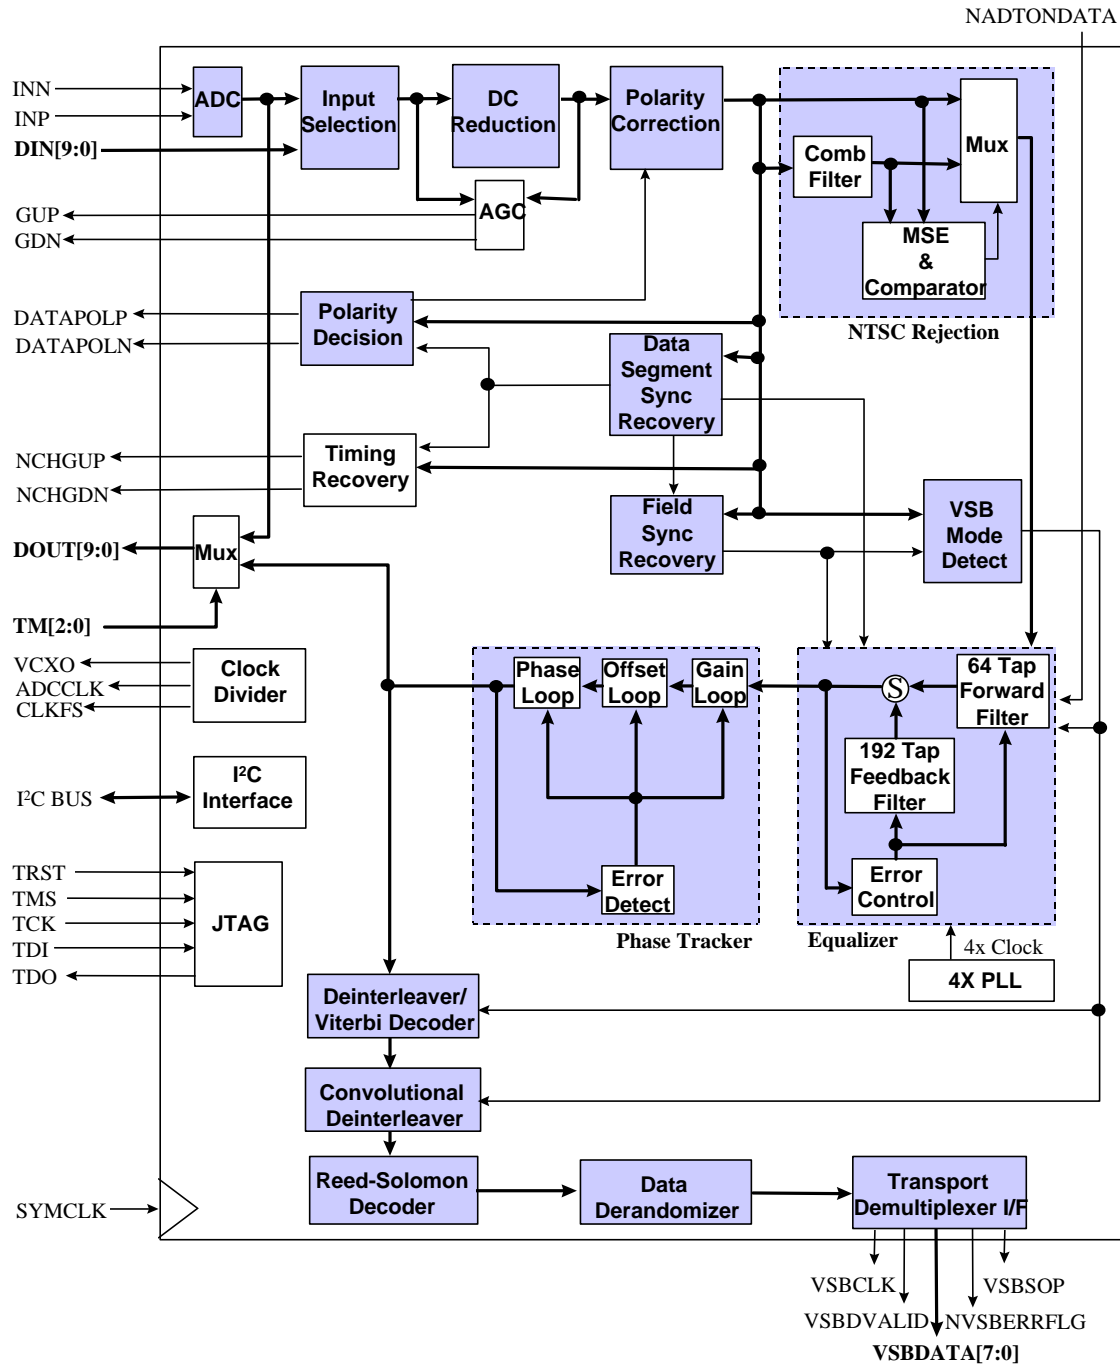 NADTONDATA
INN
INP
DIN[9:0]
ADC
Input
Selection
DC
Reduction
Polarity
Correction
Comb
Filter
Mux
MSE
&
Comparator
NTSC Rejection
AGC
GUP
GDN
DATAPOLP
DATAPOLN
Polarity
Decision
Data
Segment
Sync
Recovery
NCHGUP
NCHGDN
Timing
Recovery
Field
Sync
Recovery
VSB
Mode
Detect
DOUT[9:0]
Mux
TM[2:0]
VCXO
ADCCLK
CLKFS
Clock
Divider
Phase
Loop
Offset
Loop
Gain
Loop
S
64 Tap
Forward
Filter
192 Tap
Feedback
Filter
I²C BUS
I²C
Interface
TRST
TMS
TCK
TDI
TDO
JTAG
Error
Detect
Error
Control
Phase Tracker
Equalizer
4x Clock
4X PLL
Deinterleaver/
Viterbi Decoder
Convolutional
Deinterleaver
Reed-Solomon
Decoder
Data
Derandomizer
Transport
Demultiplexer I/F
SYMCLK
VSBCLK
VSBSOP
VSBDVALID
NVSBERRFLG
VSBDATA[7:0]